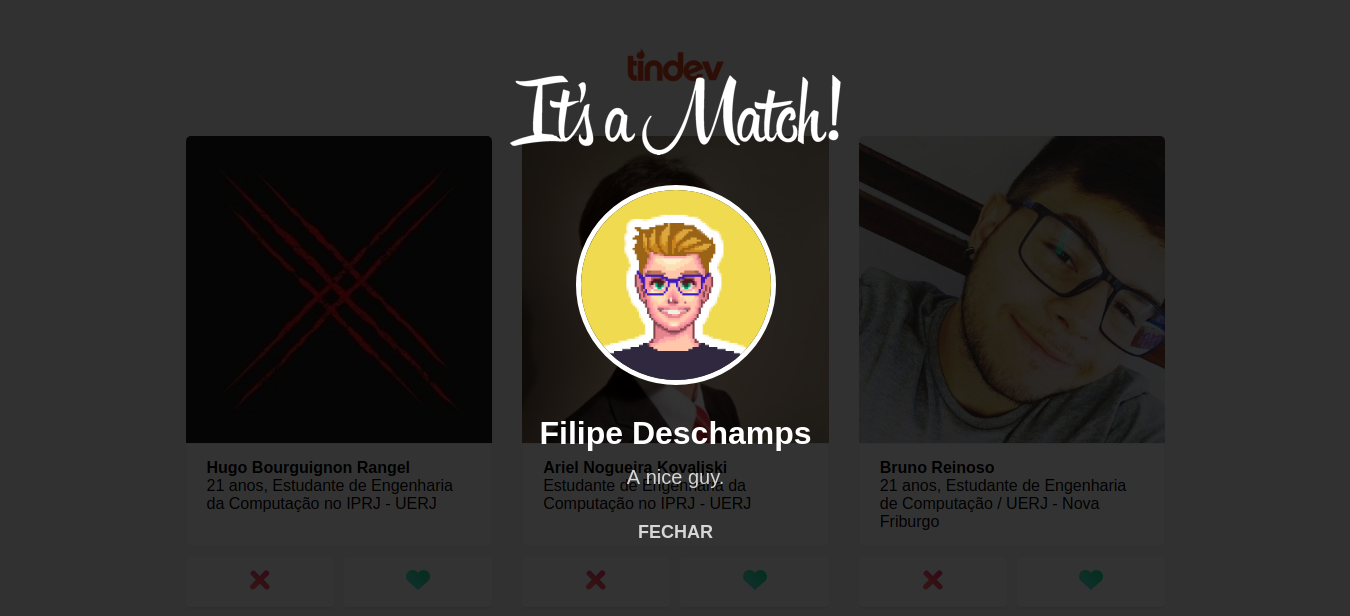 tindev
It's a Match!
Filipe Deschamps
Hugo Bourguignon Rangel
21 anos, Estudante de Engenharia
da Computação no IPRJ - UERJ
Ariel Nogueira Kovaliski
Estudante de Engenharia da
Computação no IPRJ - UERJ
A nice guy.
Bruno Reinoso
21 anos, Estudante de Engenharia
de Computação / UERJ - Nova
Friburgo
FECHAR